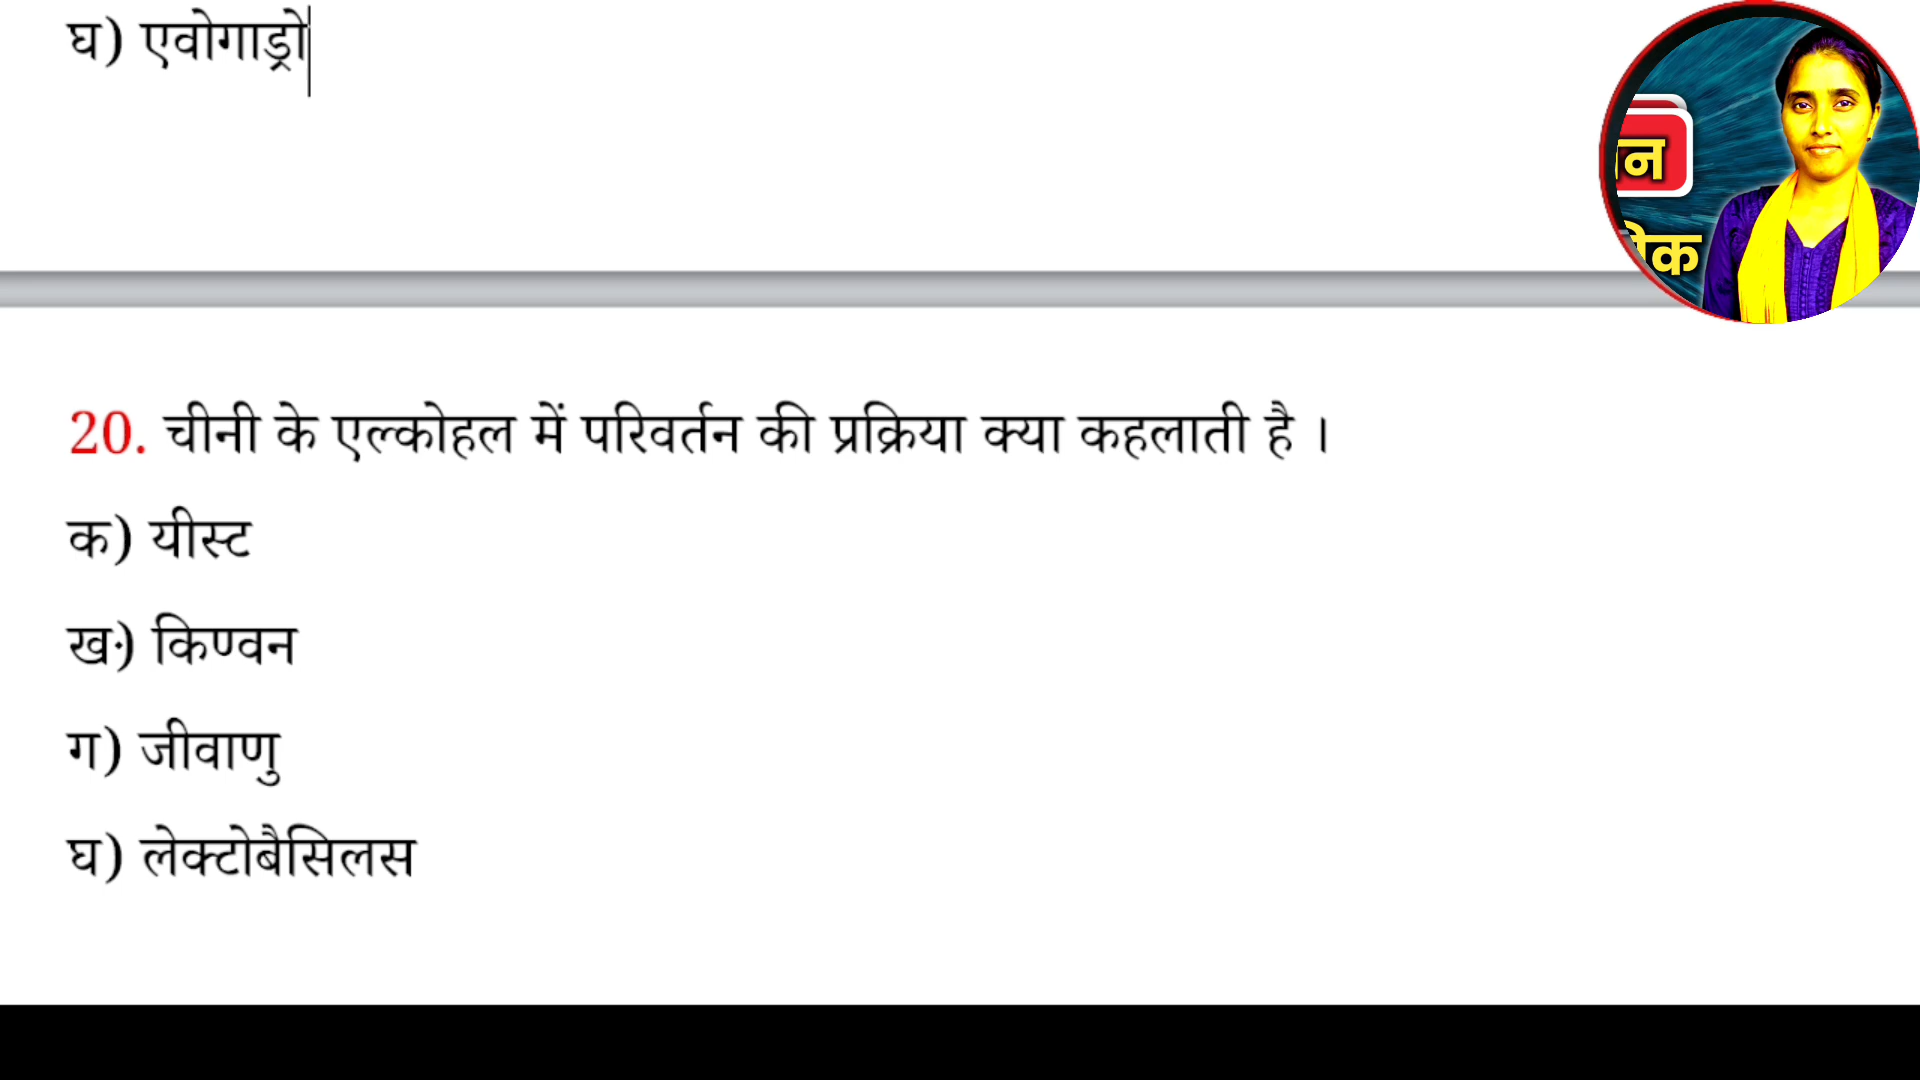 घ) एवोगाड्रो
न
20. चीनी के एल्कोहल में परिवर्तन की प्रक्रिया क्या कहलाती है ।
क) यीस्ट
ख) किण्वन
ग) जीवाणु
घ) लेक्टोबैसिलस